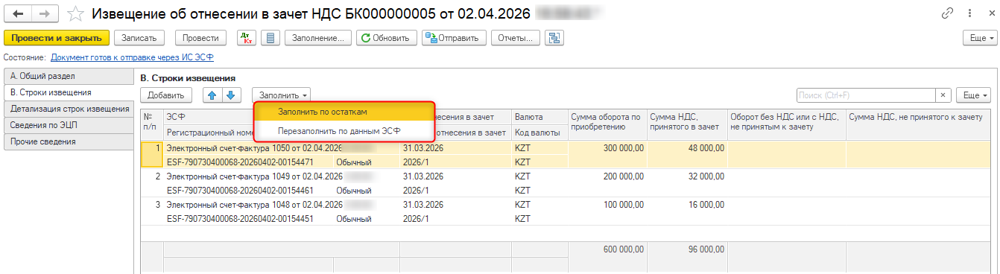 Извещение об отнесении в зачет НДС БК000000005 от 02.04.2026
Провести и закрыть Записать Провести Дт Кт Заполнение... Обновить Отправить Отчеты... Еще
Состояние: Документ готов к отправке через ИС ЭСФ
А. Общий раздел
В. Строки извещения
Детализация строк извещения
Сведения по ЭЦП
Прочие сведения
В. Строки извещения
Добавить Заполнить Поиск (Ctrl+F) × Еще
Заполнить по остаткам
Перезаполнить по данным ЭСФ
№ п/п ЭСФ несения в зачет Валюта Сумма оборота по приобретению Сумма НДС, принятого в зачет Оборот без НДС или с НДС, не принятым к зачету Сумма НДС, не принятого к зачету
Регистрационный номе отнесения в зачет Код валюты
1 Электронный счет-фактура 1050 от 02.04.2026 31.03.2026 KZT 300 000,00 48 000,00
ESF-790730400068-20260402-00154471 Обычный 2026/1 KZT
2 Электронный счет-фактура 1049 от 02.04.2026 31.03.2026 KZT 200 000,00 32 000,00
ESF-790730400068-20260402-00154461 Обычный 2026/1 KZT
3 Электронный счет-фактура 1048 от 02.04.2026 31.03.2026 KZT 100 000,00 16 000,00
ESF-790730400068-20260402-00154451 Обычный 2026/1 KZT
600 000,00 96 000,00